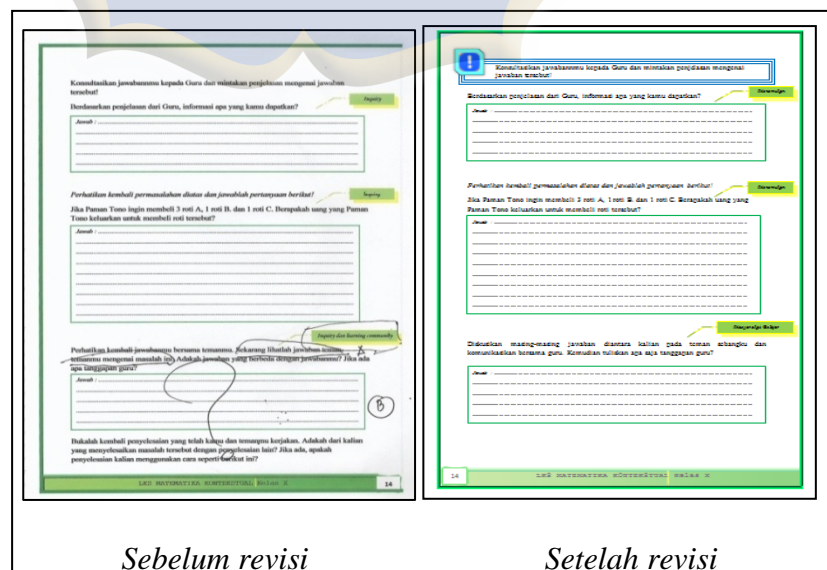 Konsultasikan jawabanmu kepada Guru dan mintakan penjelasan mengenai jawaban
tersebut!
Inquiry
Berdasarkan penjelasan dari Guru, informasi apa yang kamu dapatkan?
Jawab :
Perhatikan kembali permasalahan diatas dan jawablah pertanyaan berikut!
Inquiry
Jika Paman Tono ingin membeli 3 roti A, 1 roti B. dan 1 roti C. Berapakah uang yang Paman
Tono keluarkan untuk membeli roti tersebut?
Jawab :
Inquiry dan learning community
Perhatikan kembali jawabanmu bersama temanmu. Sekarang lihatlah jawaban teman-
temanmu mengenai masalah ini. Adakah jawaban yang berbeda dengan jawabanmu? Jika ada
apa tanggapan guru?
Jawab :
B
Bukalah kembali penyelesaian yang telah kamu dan temanmu kerjakan. Adakah dari kalian
yang menyelesaikan masalah tersebut dengan penyelesaian lain? Jika ada, apakah
penyelesaian kalian menggunakan cara seperti berikut ini?
LKS MATEMATIKA KONTEKSTUAL Kelas X
14
Sebelum revisi
!
Konsultasikan jawabanmu kepada Guru dan mintakan penjelasan mengenai
jawaban tersebut!
Menemukan
Berdasarkan penjelasan dari Guru, informasi apa yang kamu dapatkan?
Jawab :
Perhatikan kembali permasalahan diatas dan jawablah pertanyaan berikut!
Menemukan
Jika Paman Tono ingin membeli 3 roti A, 1 roti B. dan 1 roti C. Berapakah uang yang
Paman Tono keluarkan untuk membeli roti tersebut?
Jawab :
Masyarakat Belajar
Diskusikan masing-masing jawaban diantara kalian pada teman sebangku dan
komunikasikan bersama guru. Kemudian tuliskan apa saja tanggapan guru?
Jawab :
14
LKS MATEMATIKA KONTEKSTUAL Kelas X
Setelah revisi